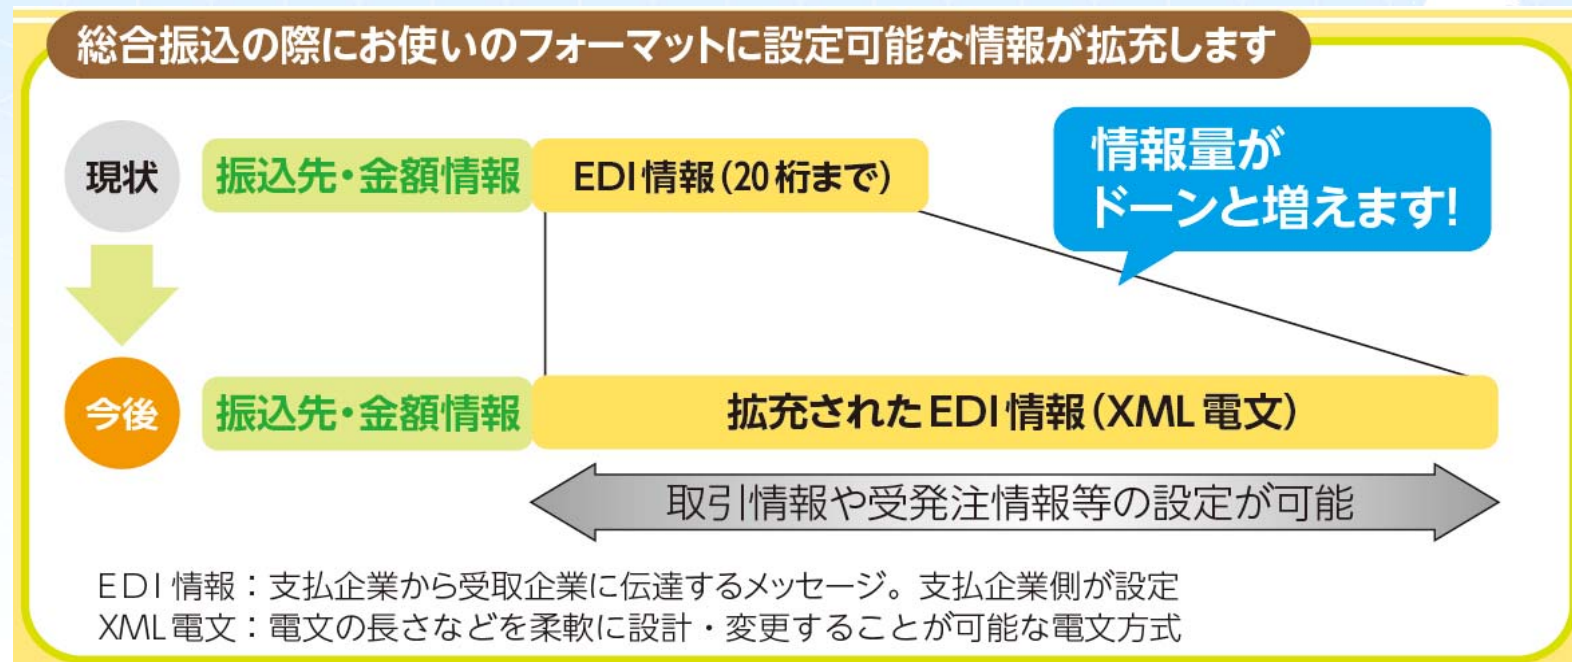 総合振込の際にお使いのフォーマットに設定可能な情報が拡充します
現状
振込先・金額情報
EDI情報(20桁まで)
情報量が
ドーンと増えます!
今後
振込先・金額情報
拡充されたEDI情報(XML電文)
取引情報や受発注情報等の設定が可能
EDI情報:支払企業から受取企業に伝達するメッセージ。支払企業側が設定
XML電文:電文の長さなどを柔軟に設計・変更することが可能な電文方式